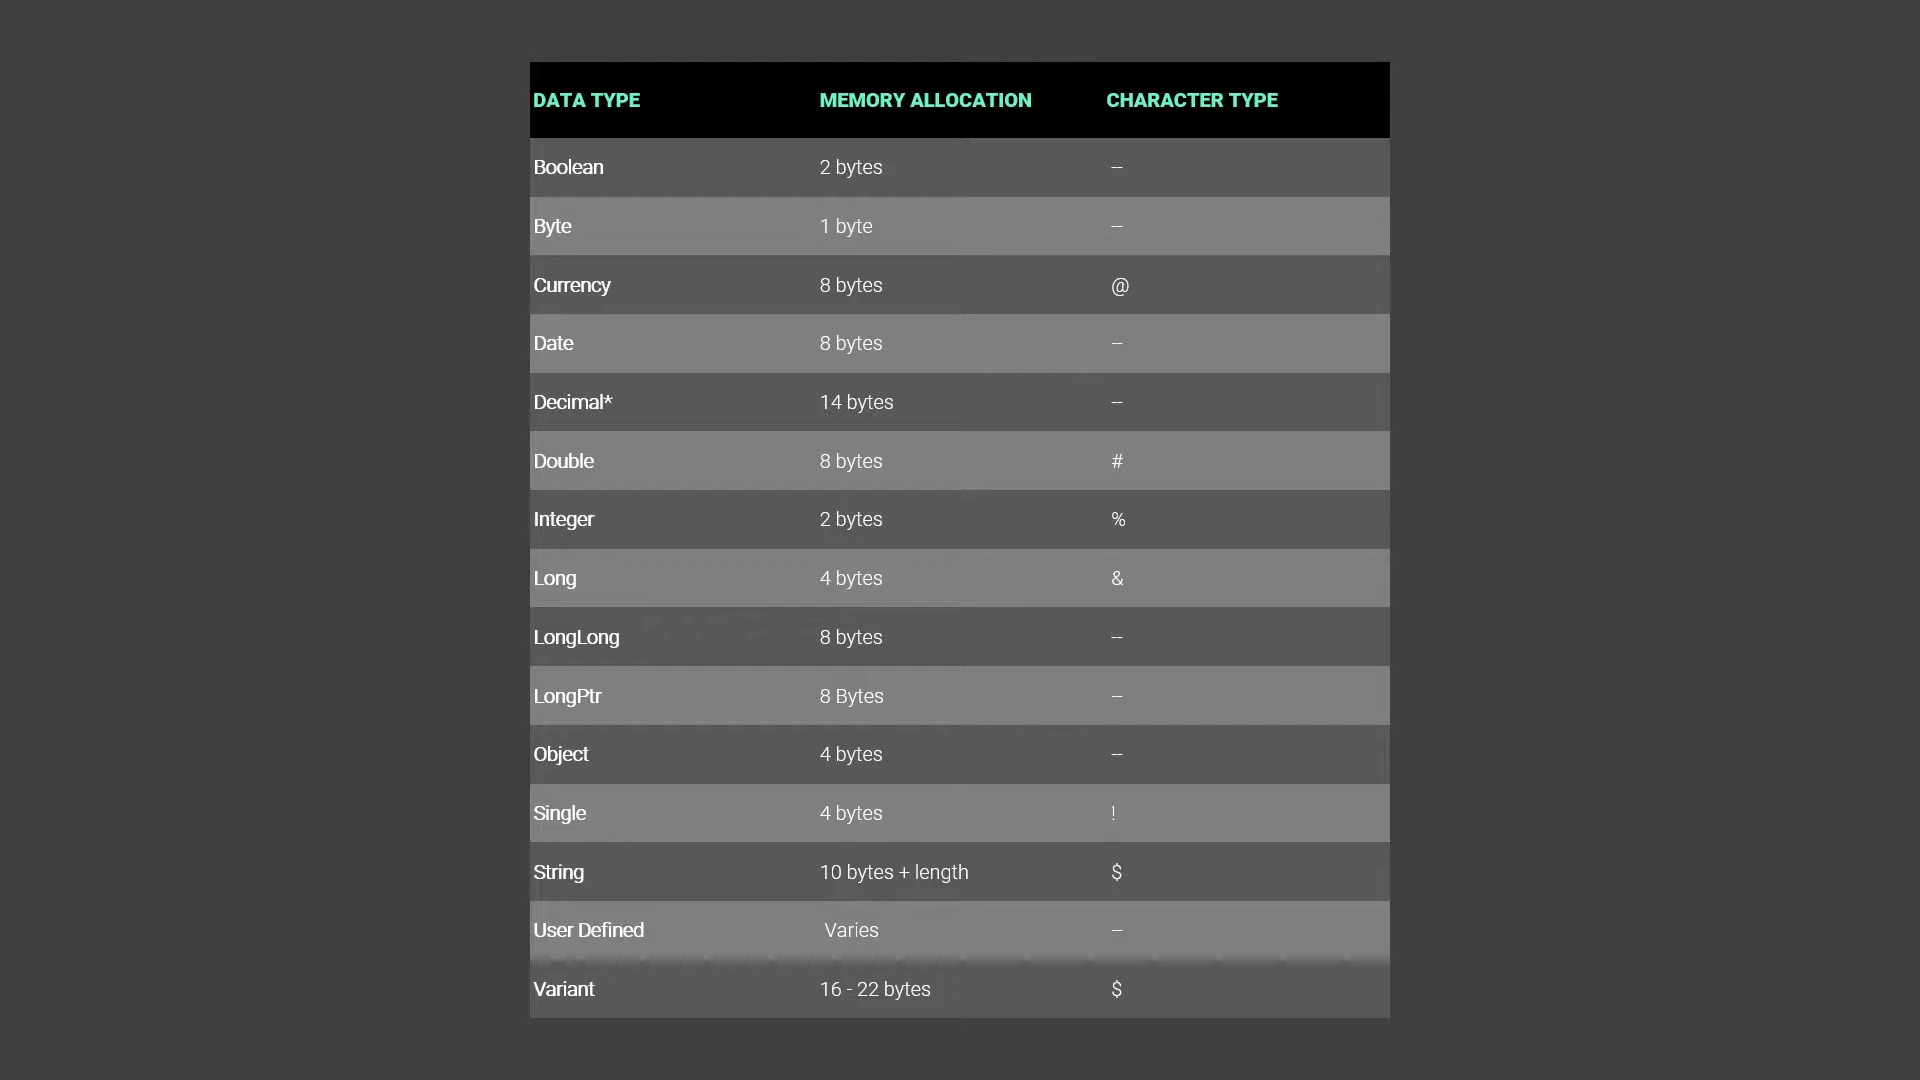 DATA TYPE MEMORY ALLOCATION CHARACTER TYPE
Boolean 2 bytes --
Byte 1 byte --
Currency 8 bytes @
Date 8 bytes --
Decimal* 14 bytes --
Double 8 bytes #
Integer 2 bytes %
Long 4 bytes &
LongLong 8 bytes --
LongPtr 8 Bytes --
Object 4 bytes --
Single 4 bytes !
String 10 bytes + length $
User Defined Varies --
Variant 16 - 22 bytes $